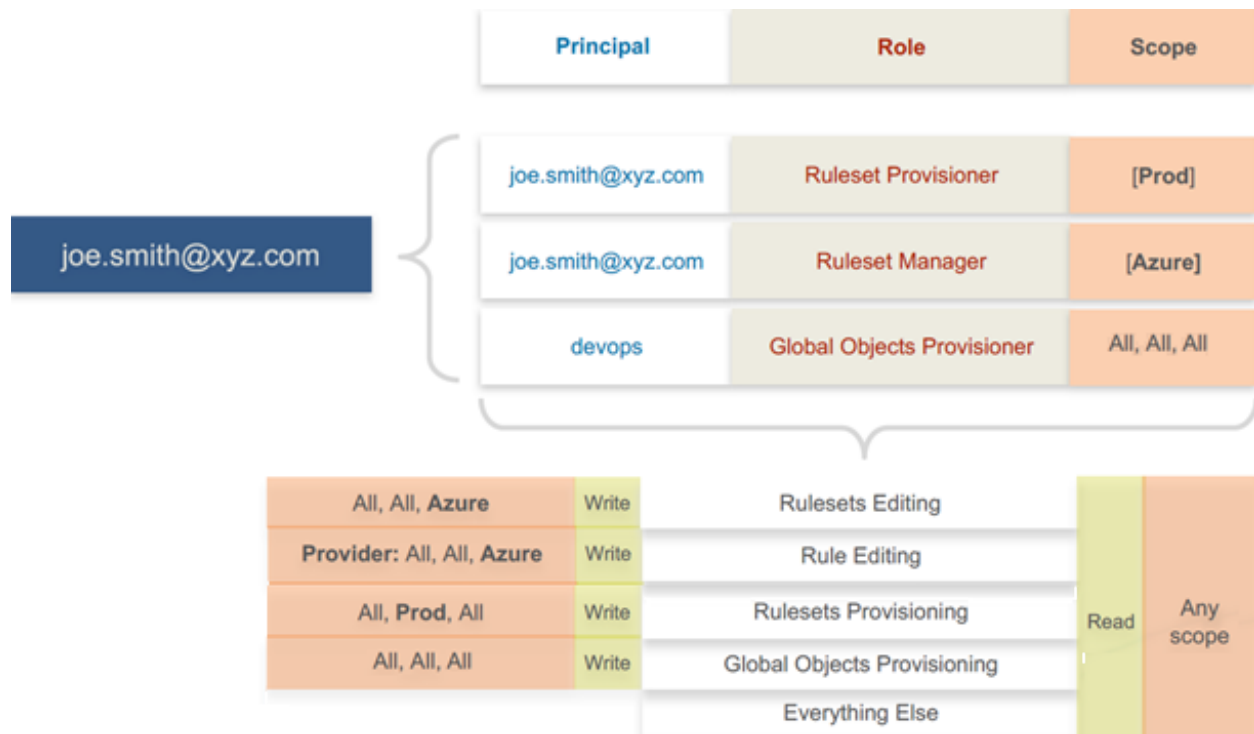 Principal Role Scope
joe.smith@xyz.com Ruleset Provisioner [Prod]
joe.smith@xyz.com
joe.smith@xyz.com Ruleset Manager [Azure]
devops Global Objects Provisioner All, All, All
All, All, Azure Write Rulesets Editing
Provider: All, All, Azure Write Rule Editing
All, Prod, All Write Rulesets Provisioning
Read
Any
scope
All, All, All Write Global Objects Provisioning
Everything Else